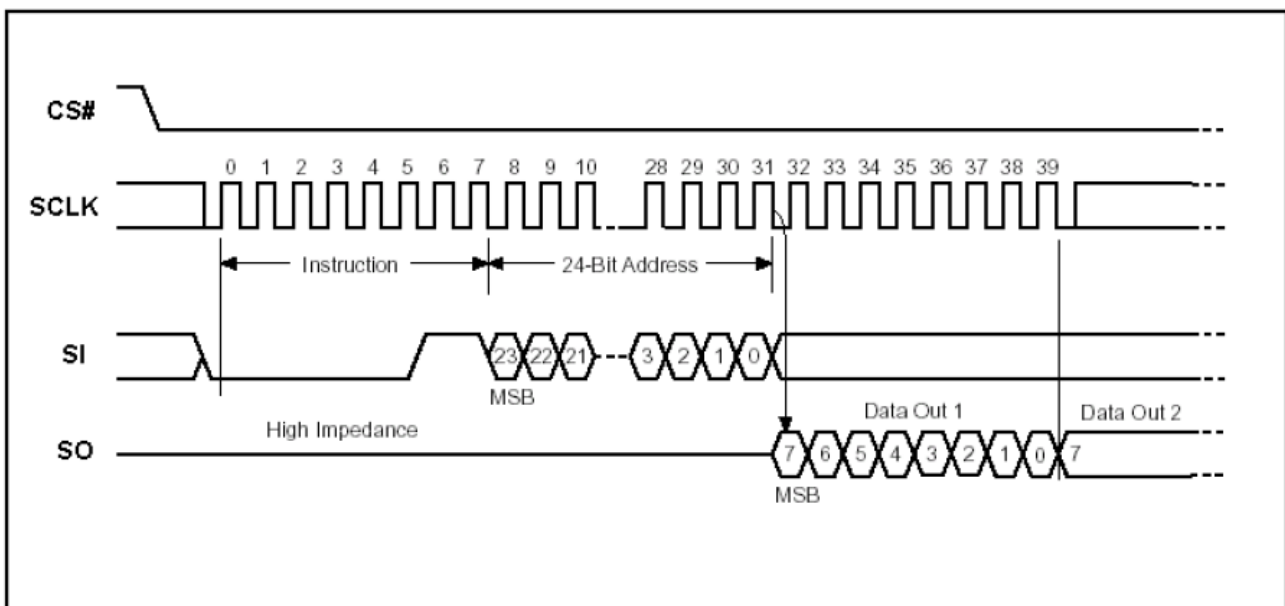 CS#
0 1 2 3 4 5 6 7 8 9 10 28 29 30 31 32 33 34 35 36 37 38 39
SCLK
Instruction 24-Bit Address
SI 23 22 21 3 2 1 0
MSB
Data Out 1 Data Out 2
High Impedance
SO 7 6 5 4 3 2 1 0 7
MSB